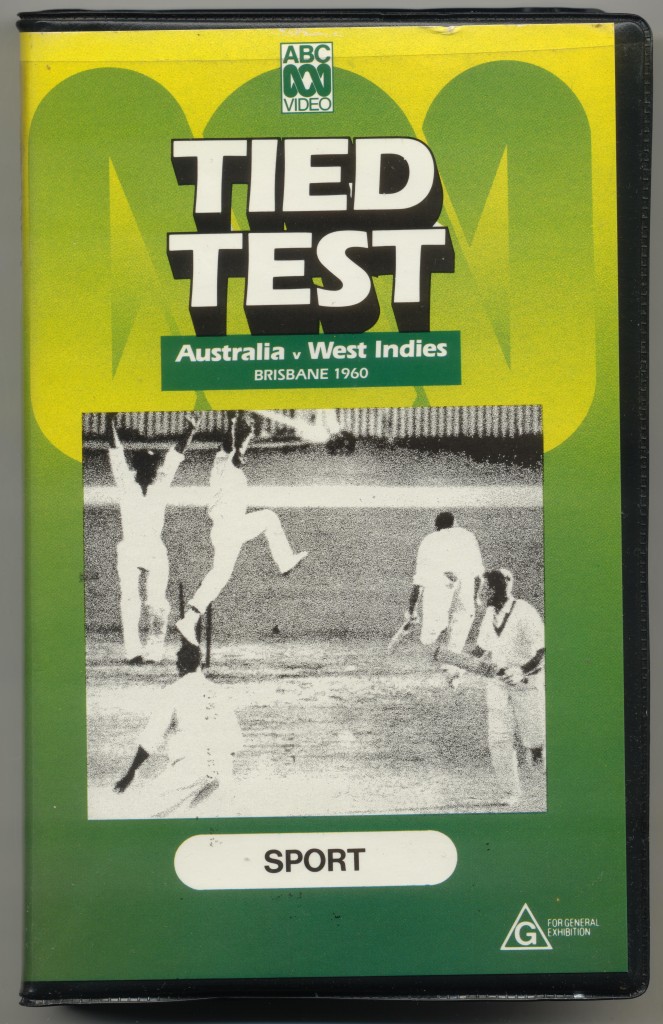 ABC
VIDEO
TIED
TEST
Australia v West Indies
BRISBANE 1960
SPORT
G
FOR GENERAL
EXHIBITION